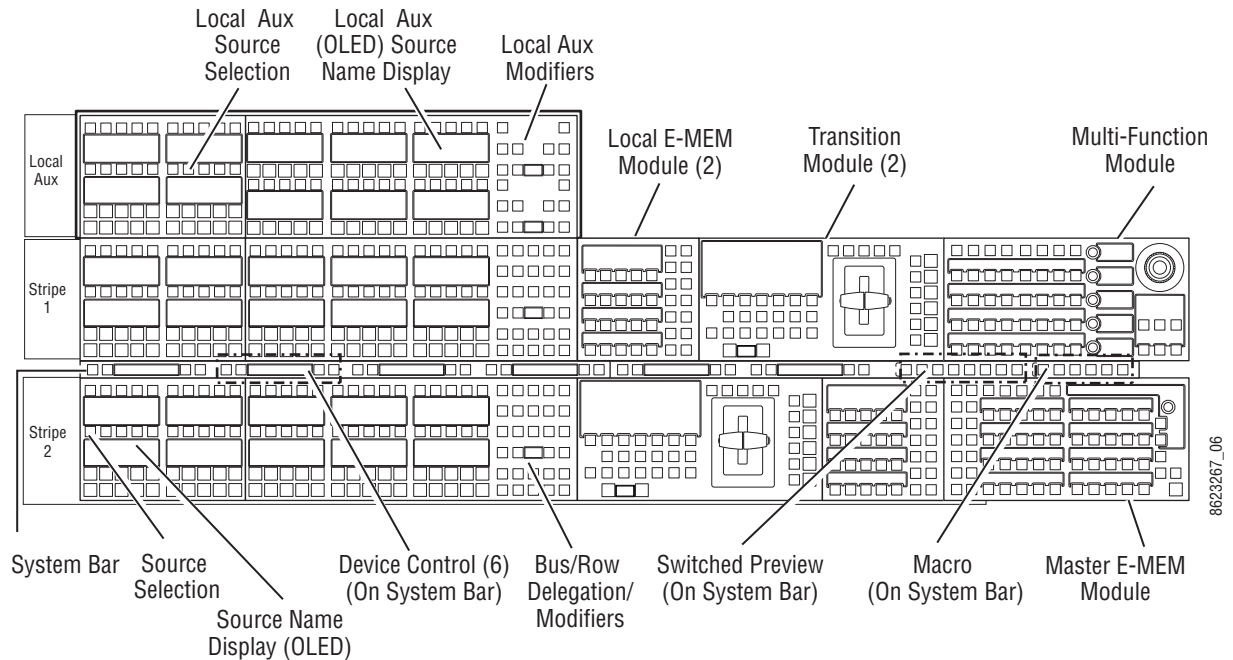 Local Aux
Source
Selection
Local Aux
(OLED) Source
Name Display
Local Aux
Modifiers
Local E-MEM
Module (2)
Transition
Module (2)
Multi-Function
Module
Local
Aux
Stripe
1
Stripe
2
8623267_06
System Bar
Source
Selection
Source Name
Display (OLED)
Device Control (6)
(On System Bar)
Bus/Row
Delegation/
Modifiers
Switched Preview
(On System Bar)
Macro
(On System Bar)
Master E-MEM
Module